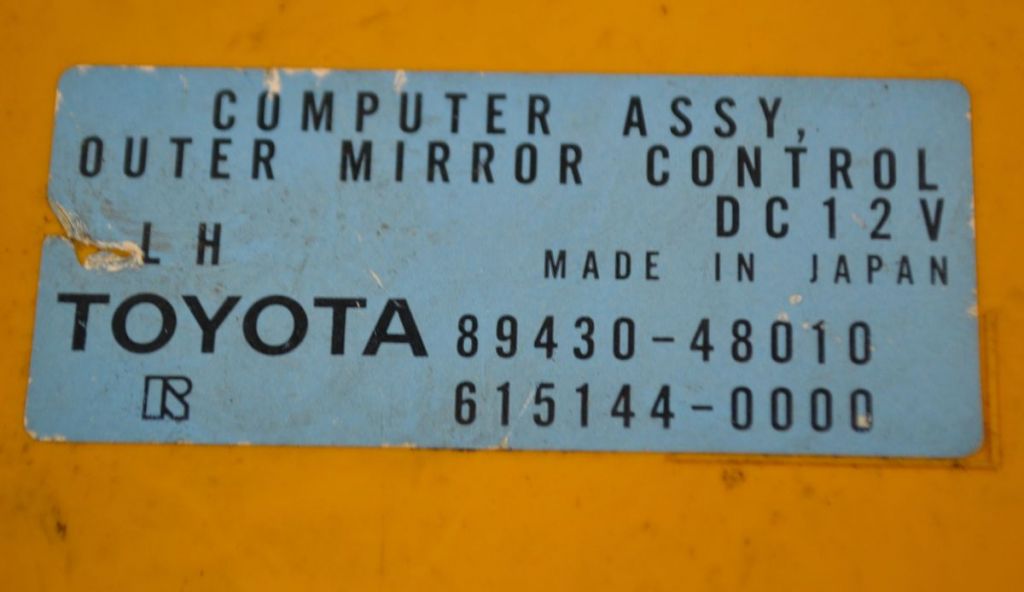 COMPUTER ASSY,
OUTER MIRROR CONTROL
DC12V
LH
MADE IN JAPAN
TOYOTA 89430-48010
R 615144-0000